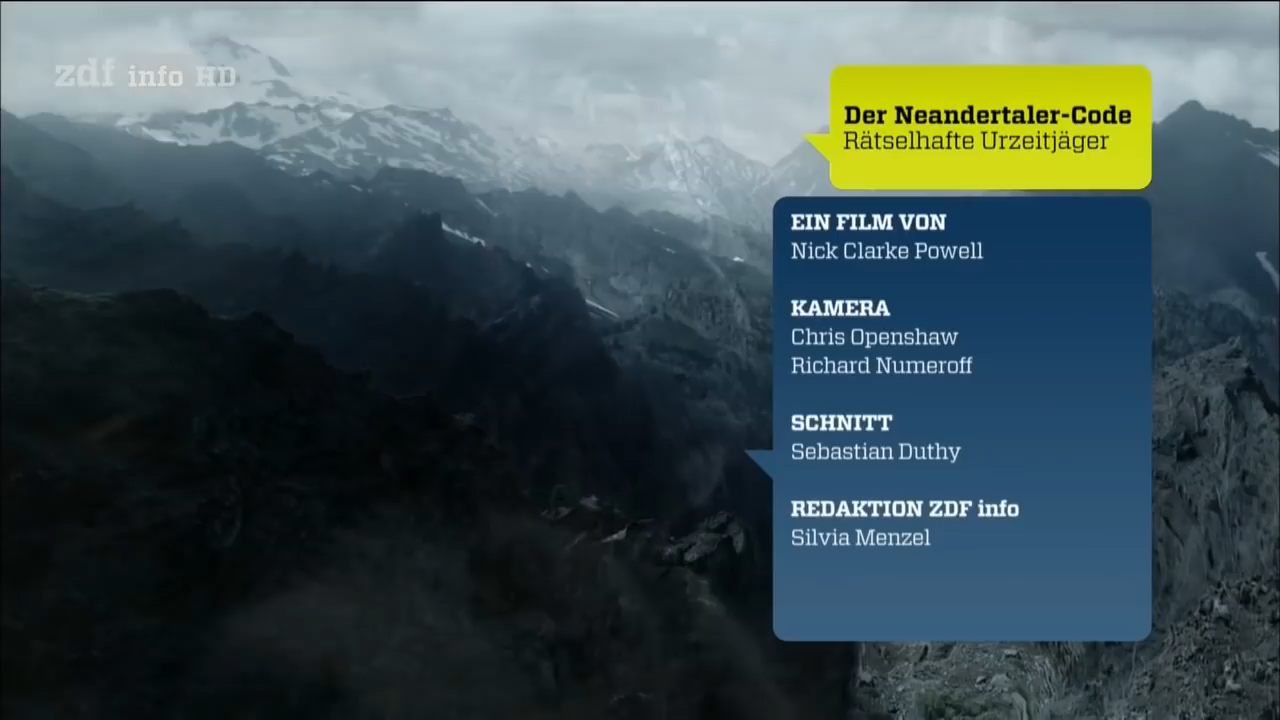 zdf info HD
Der Neandertaler-Code
Rätselhafte Urzeitjäger
EIN FILM VON
Nick Clarke Powell
KAMERA
Chris Openshaw
Richard Numeroff
SCHNITT
Sebastian Duthy
REDAKTION ZDF info
Silvia Menzel